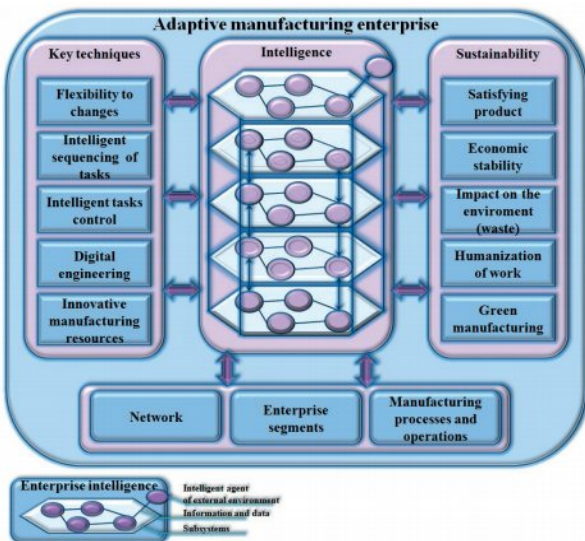 Adaptive manufacturing enterprise
Key techniques
Flexibility to
changes
Intelligent
sequencing of
tasks
Intelligent tasks
control
Digital
engineering
Innovative
manufacturing
resources
Intelligence
Sustainability
Satisfying
product
Economic
stability
Impact on the
enviroment
(waste)
Humanization
of work
Green
manufacturing
Network
Enterprise
segments
Manufacturing
processes and
operations
Enterprise intelligence
Intelligent agent
of external environment
Information and data
Subsystems